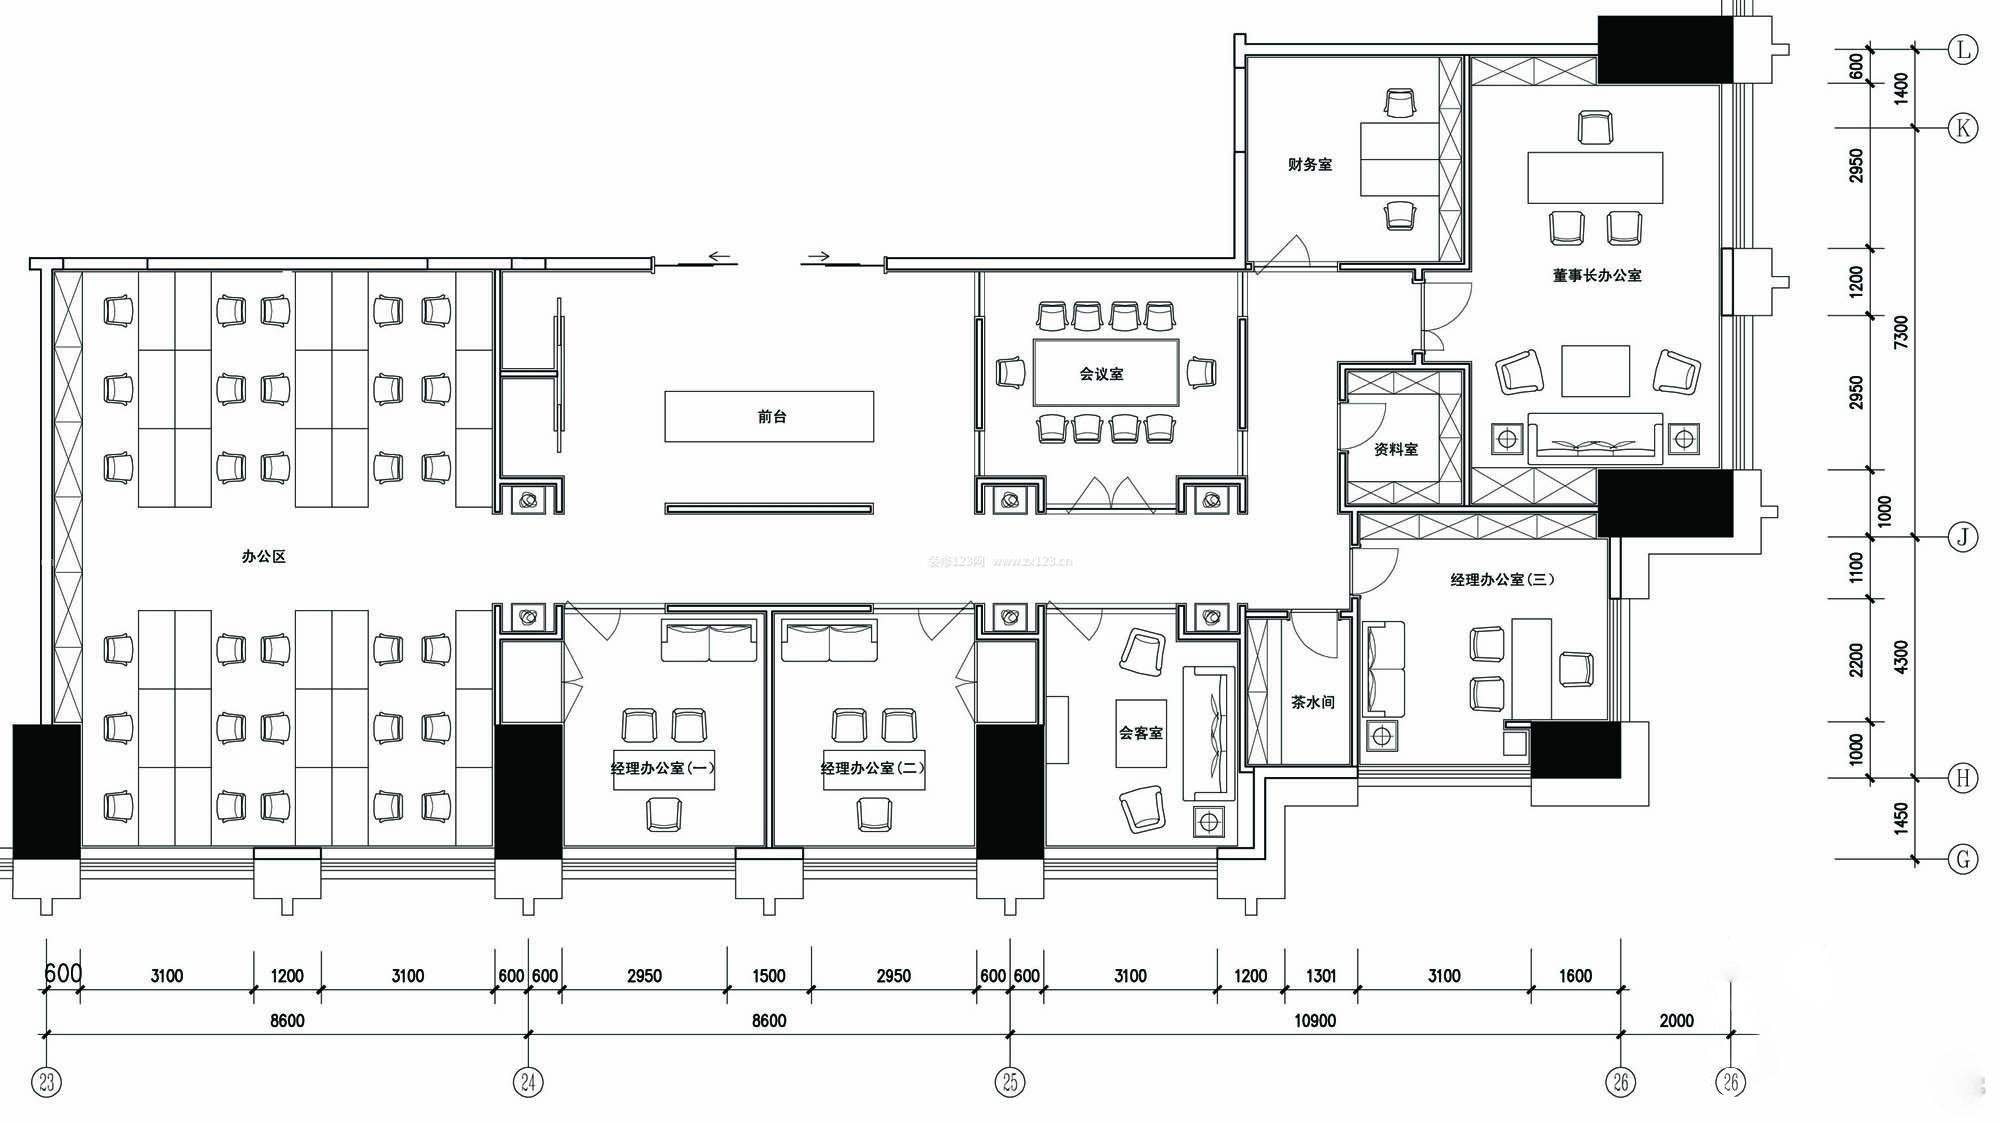 L
600
1400
K
财务室
2950
董事长办公室
1200
7300
会议室
2950
前台
资料室
1000
J
办公区
装修123网 www.zx123.cn
1100
经理办公室(三)
2200
4300
茶水间
会客室
1000
经理办公室(一)
经理办公室(二)
H
1450
G
600 3100 1200 3100 600 600 2950 1500 2950 600 600 3100 1200 1301 3100 1600
8600 8600 10900 2000
23 24 25 26 26